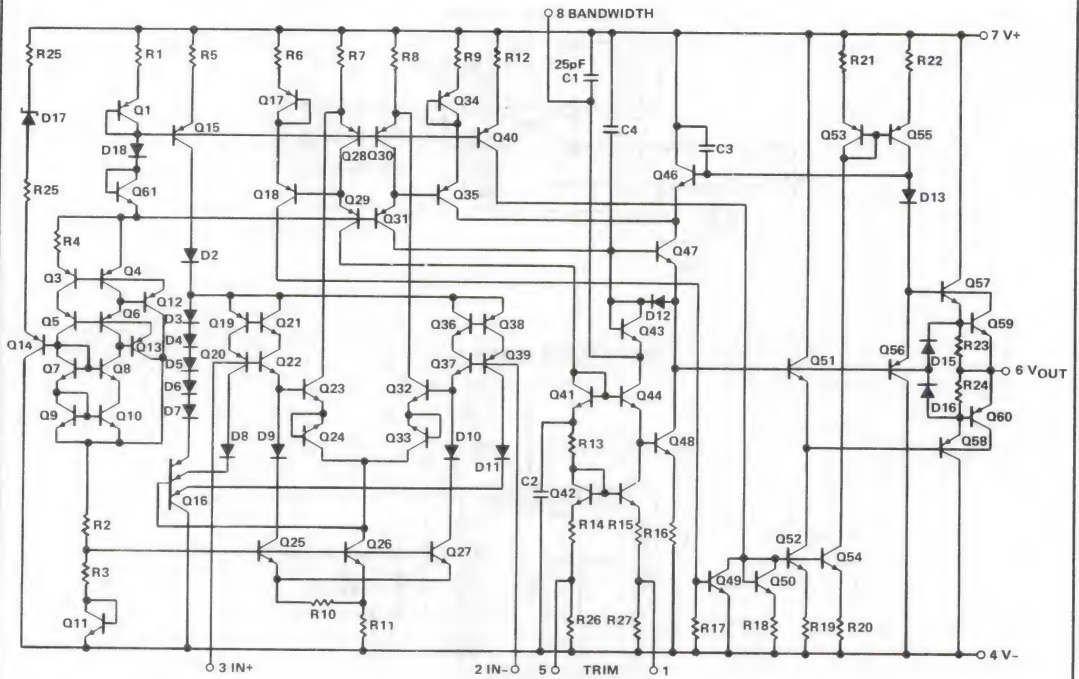 8 BANDWIDTH
7 V+
R25
R1
R5
R6
R7
R8
R9
R12
25pF
C1
R21
R22
D17
Q1
Q15
Q17
Q34
C4
D18
Q28
Q30
Q40
C3
Q53
Q55
R25
Q61
Q18
Q29
Q31
Q35
Q46
D13
R4
D2
Q47
Q3
Q4
Q12
Q57
Q5
Q6
D3
Q19
Q21
Q36
Q38
D12
Q43
Q59
Q14
Q13
D4
R23
Q7
Q8
D5
Q20
Q22
Q37
Q39
Q51
Q56
D15
6 VOUT
D6
Q23
Q32
Q41
Q44
R24
D16
Q9
Q10
D7
Q60
D8
D9
Q24
Q33
D10
D11
R13
Q48
Q58
Q16
C2
Q42
R2
R14
R15
R16
Q25
Q26
Q27
Q52
Q54
R3
Q49
Q50
Q11
R10
R11
R26
R27
R17
R18
R19
R20
3 IN+
2 IN-
5
TRIM
1
4 V-